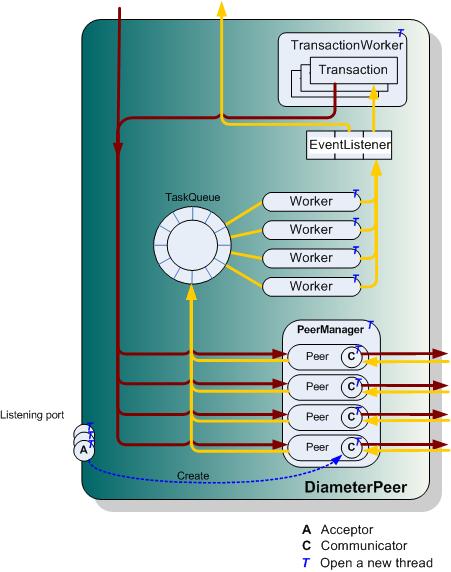 T
TransactionWorker
Transaction
EventListener
TaskQueue
T
Worker
T
Worker
T
Worker
T
Worker
PeerManager T
Peer C T
Peer C T
Peer C T
Peer C T
Listening port
T
T
T
A
Create
DiameterPeer
A Acceptor
C Communicator
T Open a new thread